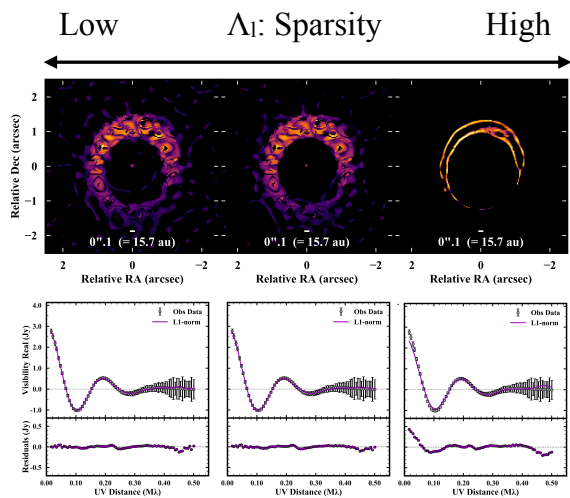 Low Λl: Sparsity High
Relative Dec (arcsec)
2
1
0
−1
−2
0".1 (= 15.7 au) 0".1 (= 15.7 au) 0".1 (= 15.7 au)
2 0 −2 2 0 −2 2 0 −2
Relative RA (arcsec) Relative RA (arcsec) Relative RA (arcsec)
Visibility Real (Jy)
4.0
3.0
2.0
1.0
0.0
-1.0
Obs Data Obs Data Obs Data
L1-norm L1-norm L1-norm
Residuals (Jy)
0.5
0.0
-0.5
0.00 0.10 0.20 0.30 0.40 0.50 0.00 0.10 0.20 0.30 0.40 0.50 0.00 0.10 0.20 0.30 0.40 0.50
UV Distance (Mλ) UV Distance (Mλ) UV Distance (Mλ)